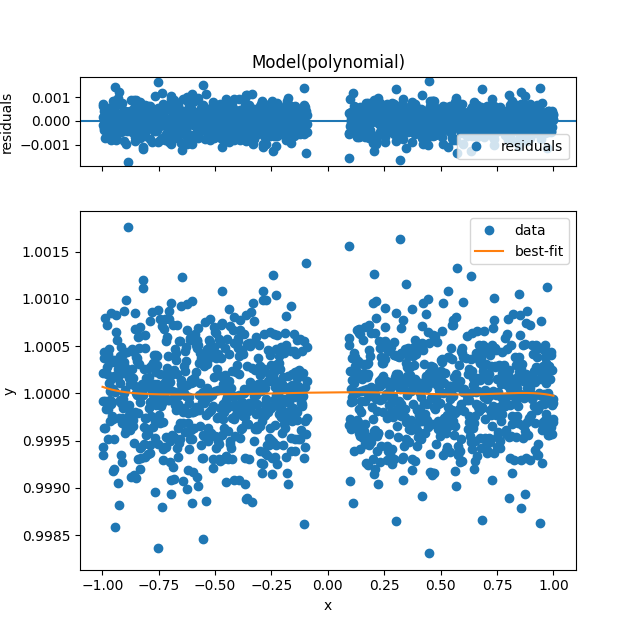 Model(polynomial)
residuals
0.001
0.000
−0.001
residuals
y
1.0015
1.0010
1.0005
1.0000
0.9995
0.9990
0.9985
data
best-fit
−1.00 −0.75 −0.50 −0.25 0.00 0.25 0.50 0.75 1.00
x